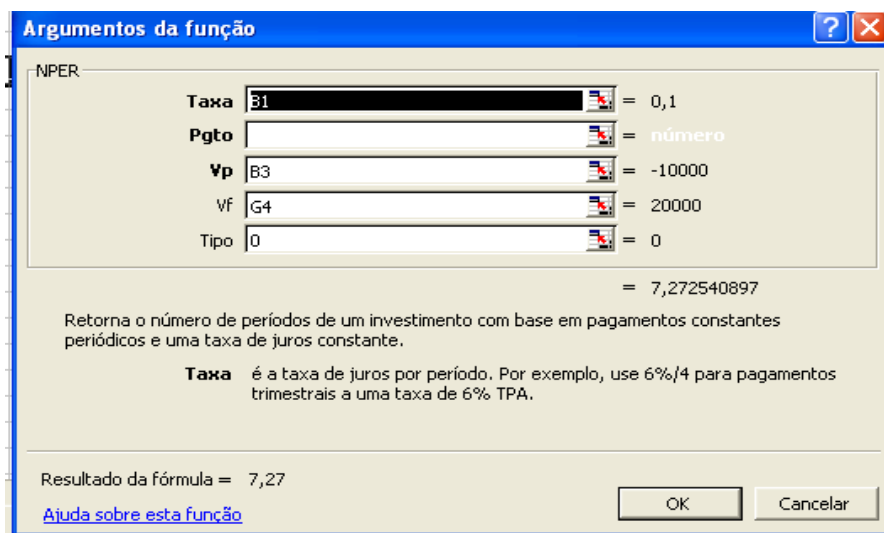 Argumentos da função
NPER
Taxa B1 = 0,1
Pgto = número
Vp B3 = -10000
Vf G4 = 20000
Tipo 0 = 0
= 7,272540897
Retorna o número de períodos de um investimento com base em pagamentos constantes
periódicos e uma taxa de juros constante.
Taxa é a taxa de juros por período. Por exemplo, use 6%/4 para pagamentos
trimestrais a uma taxa de 6% TPA.
Resultado da fórmula = 7,27
Ajuda sobre esta função
OK Cancelar